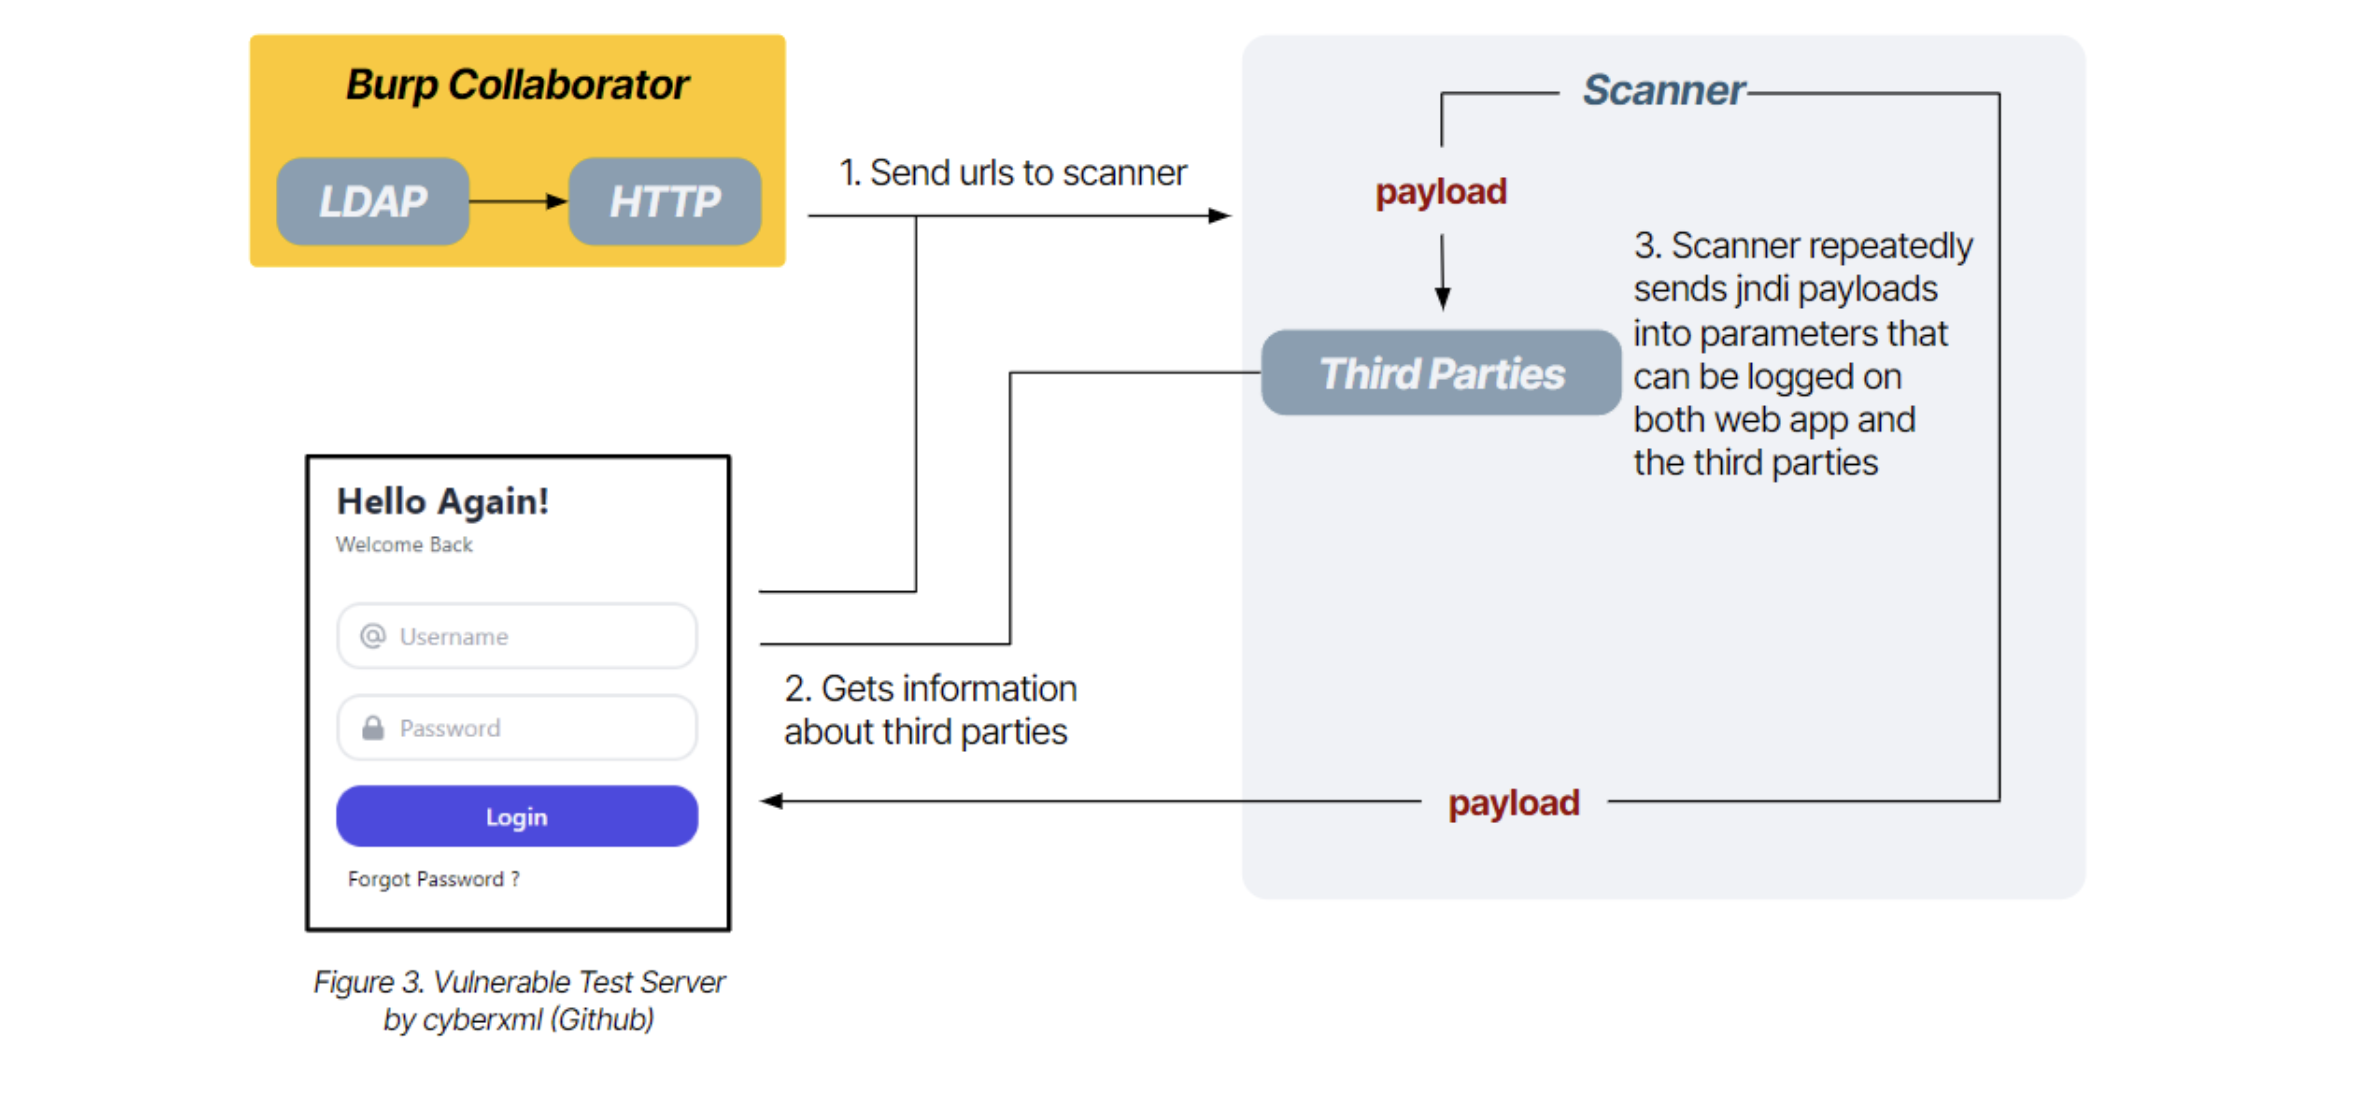 Burp Collaborator
LDAP
HTTP
1. Send urls to scanner
Scanner
payload
3. Scanner repeatedly
sends jndi payloads
into parameters that
can be logged on
both web app and
the third parties
Third Parties
Hello Again!
Welcome Back
Username
Password
Login
Forgot Password ?
2. Gets information
about third parties
payload
Figure 3. Vulnerable Test Server
by cyberxml (Github)